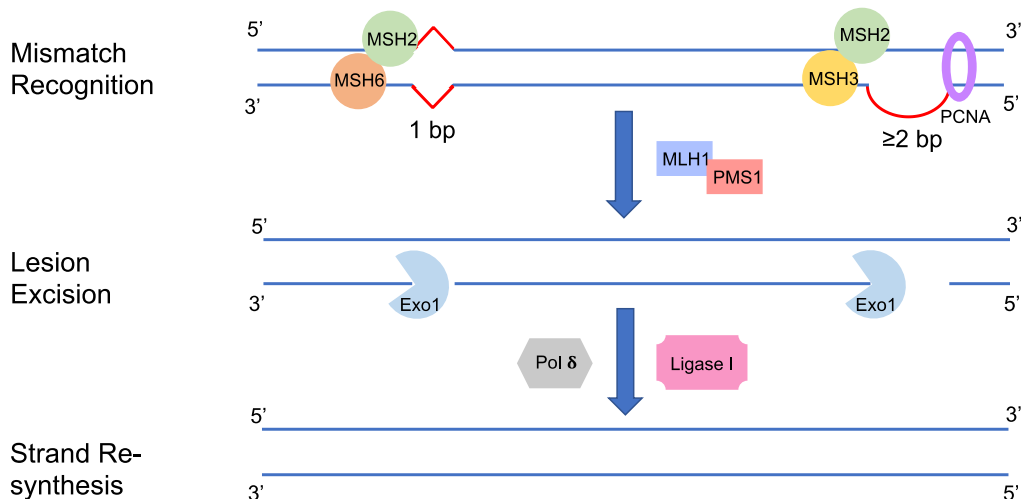 5’
3’
Mismatch
Recognition
MSH2
MSH2
MSH6
MSH3
3’
5’
1 bp
≥2 bp
PCNA
MLH1
PMS1
5’
3’
Lesion
Excision
Exo1
Exo1
3’
5’
Pol δ
Ligase I
5’
3’
Strand Re-
synthesis
3’
5’